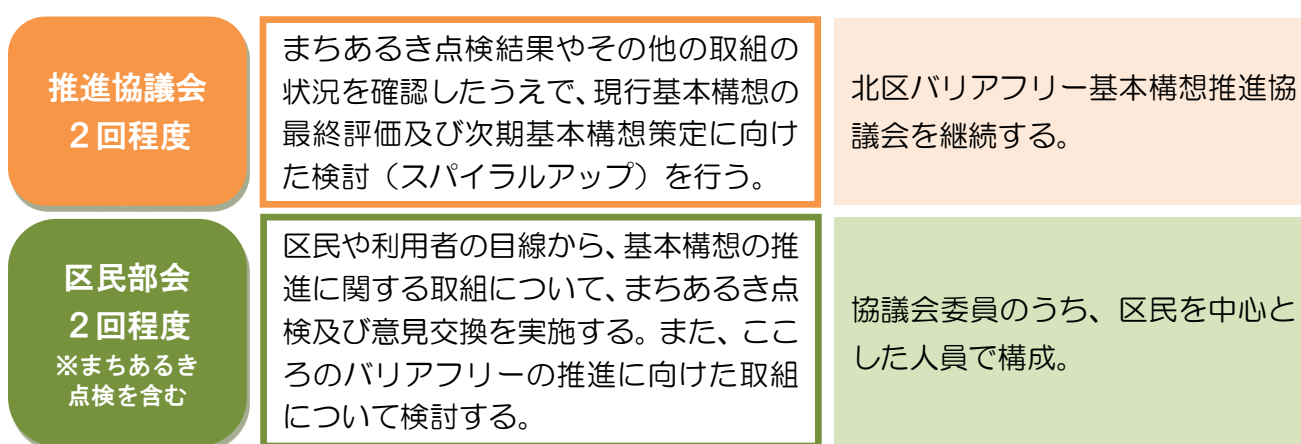 推進協議会
２回程度
まちあるき点検結果やその他の取組の
状況を確認したうえで、現行基本構想の
最終評価及び次期基本構想策定に向け
た検討（スパイラルアップ）を行う。
北区バリアフリー基本構想推進協
議会を継続する。
区民部会
２回程度
※まちあるき
点検を含む
区民や利用者の目線から、基本構想の推
進に関する取組について、まちあるき点
検及び意見交換を実施する。また、ここ
ろのバリアフリーの推進に向けた取組
について検討する。
協議会委員のうち、区民を中心と
した人員で構成。